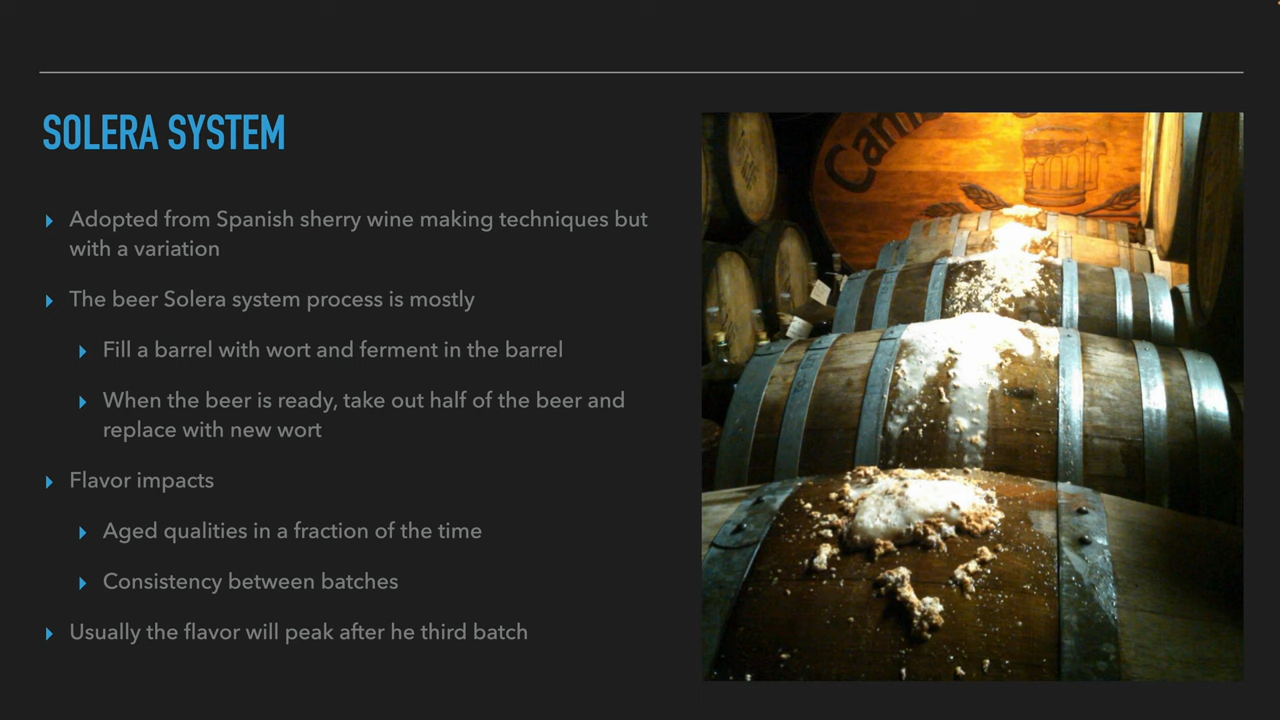 SOLERA SYSTEM
Adopted from Spanish sherry wine making techniques but
with a variation
The beer Solera system process is mostly
Fill a barrel with wort and ferment in the barrel
When the beer is ready, take out half of the beer and
replace with new wort
Flavor impacts
Aged qualities in a fraction of the time
Consistency between batches
Usually the flavor will peak after he third batch